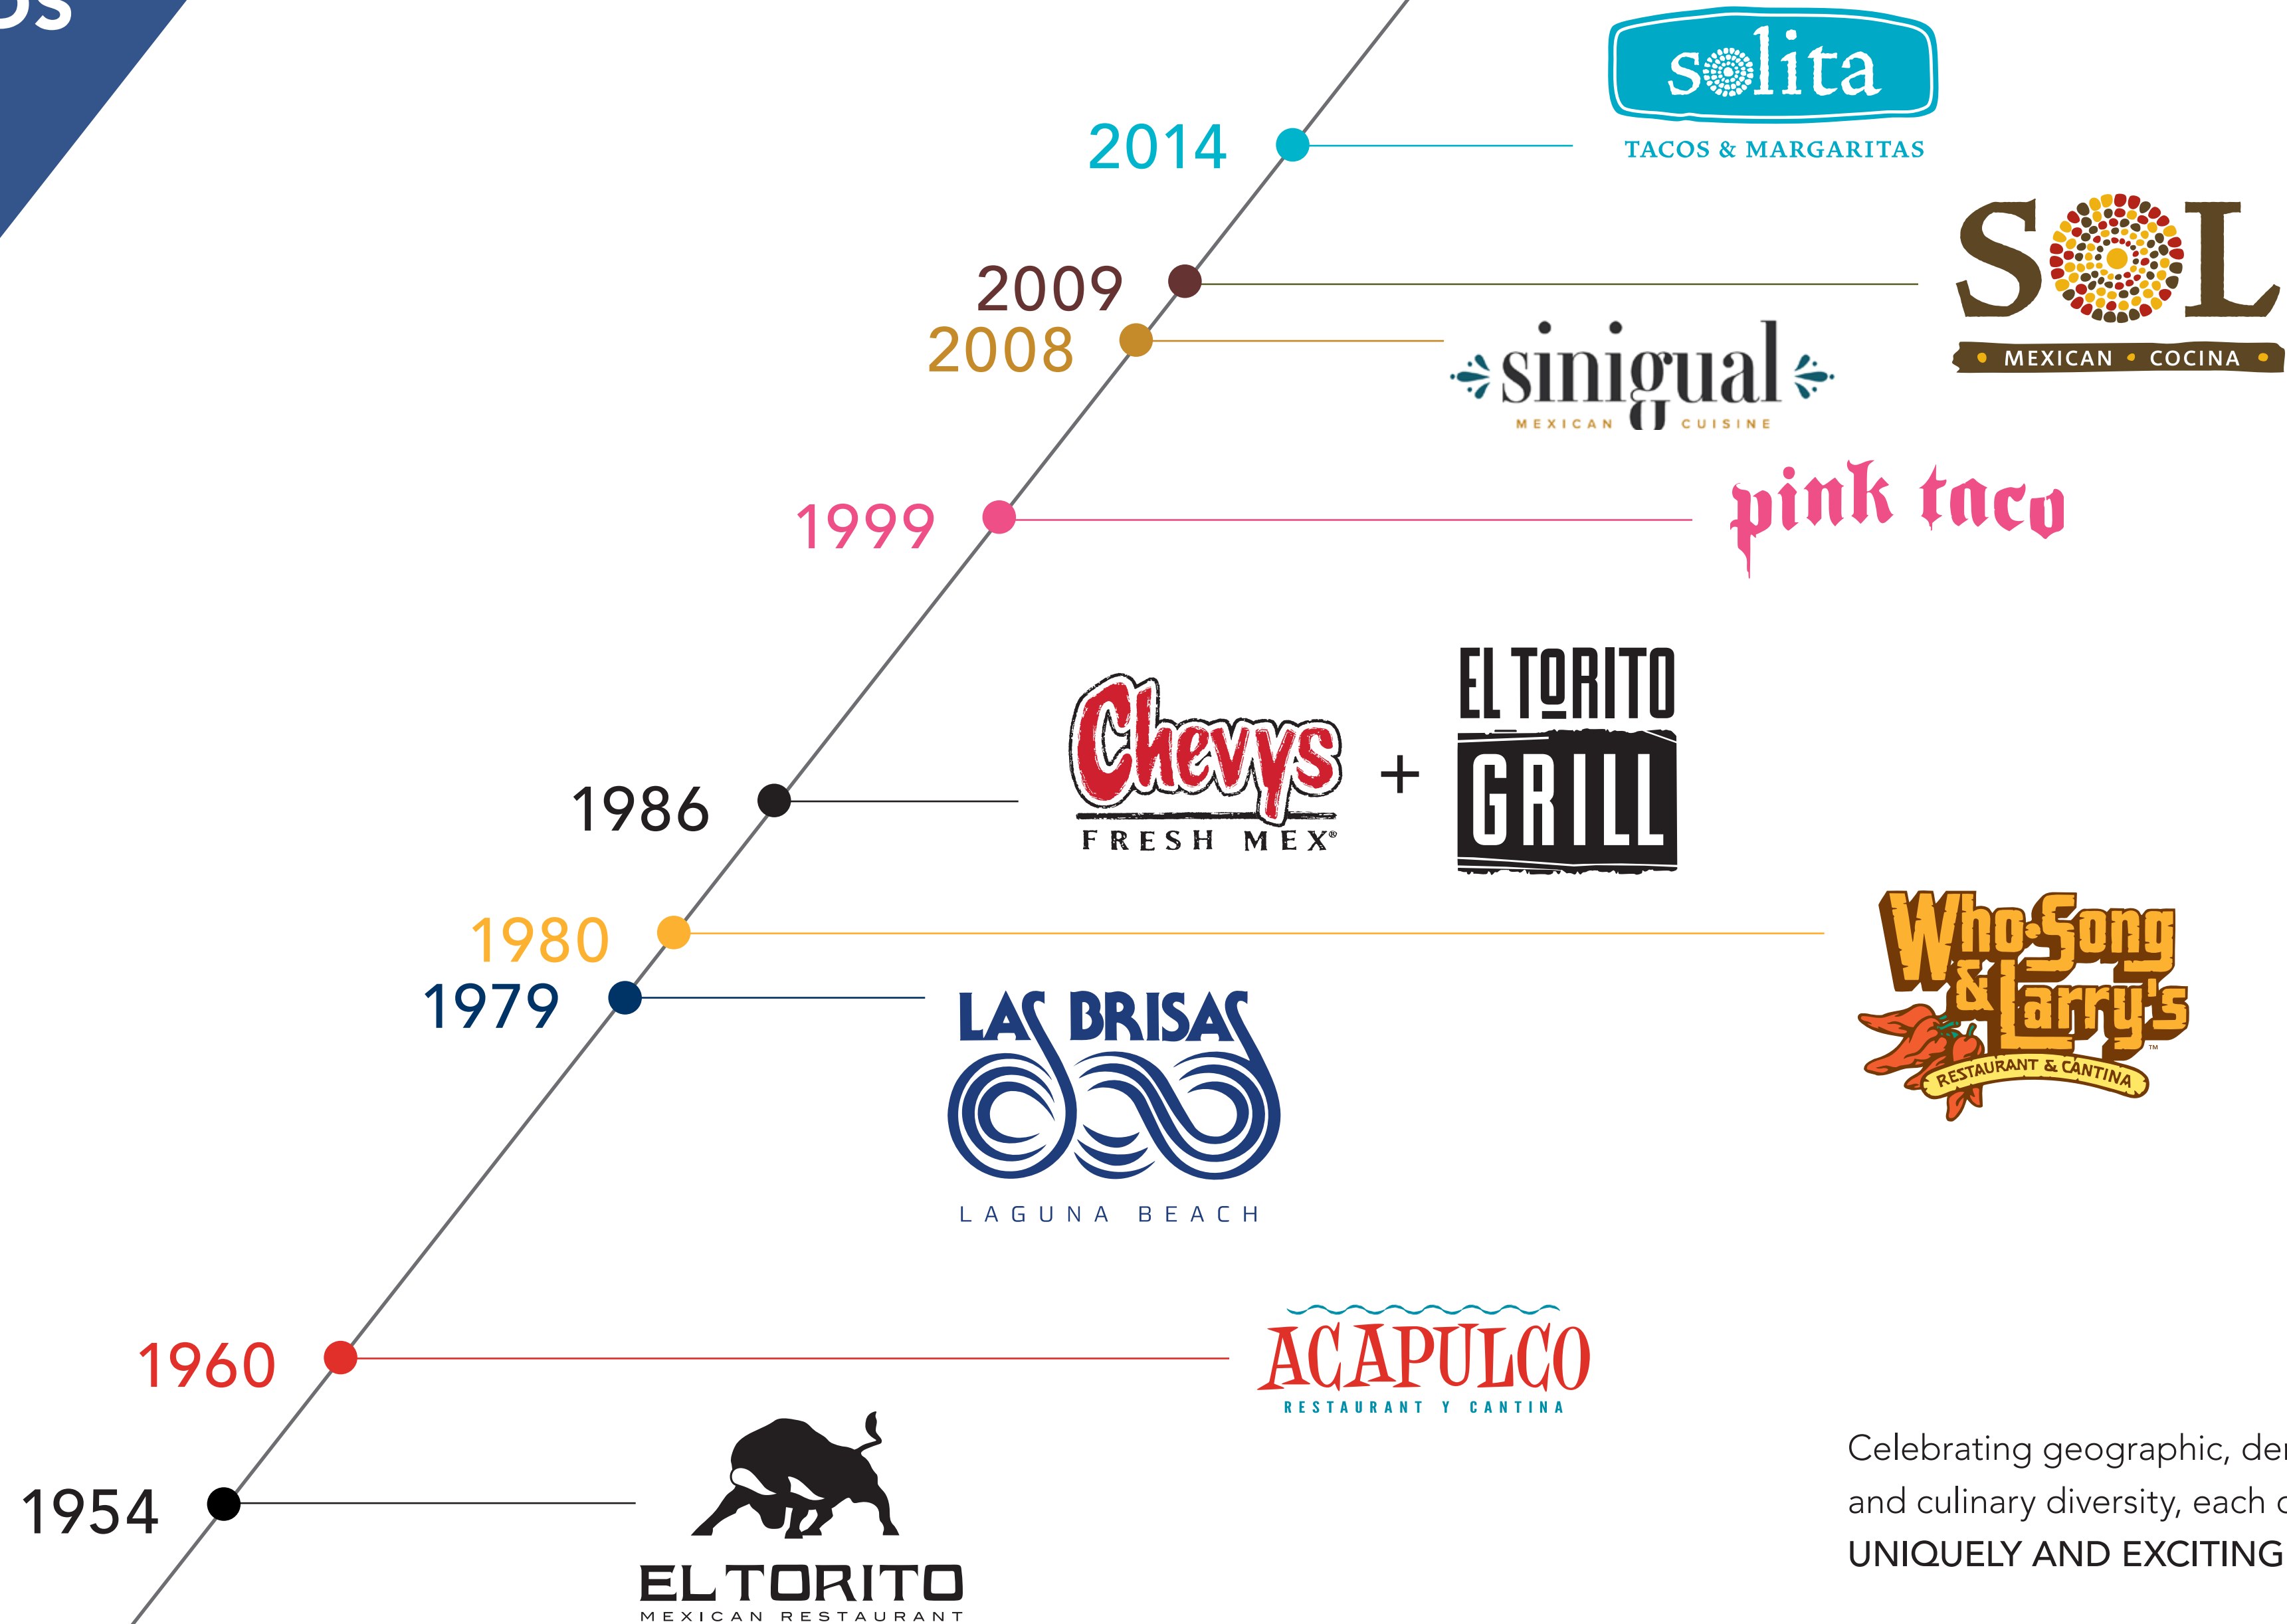 solita
TACOS & MARGARITAS
2014
2009
SOL
MEXICAN • COCINA
2008
sinigual
MEXICAN CUISINE
1999
pink taco
1986
Chevys
FRESH MEX®
+
EL TORITO
GRILL
1980
Who-Song
& Larry's
™
RESTAURANT & CANTINA
1979
LAS BRISAS
LAGUNA BEACH
1960
ACAPULCO
RESTAURANT Y CANTINA
1954
EL TORITO
MEXICAN RESTAURANT
Celebrating geographic,
and culinary diversity, each
UNIQUELY AND EXCITING